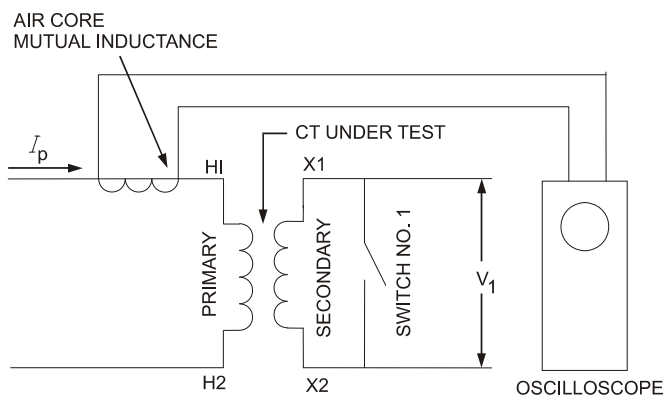 AIR CORE
MUTUAL INDUCTANCE
CT UNDER TEST
Ip
HI
X1
PRIMARY
SECONDARY
SWITCH NO. 1
V1
H2
X2
OSCILLOSCOPE